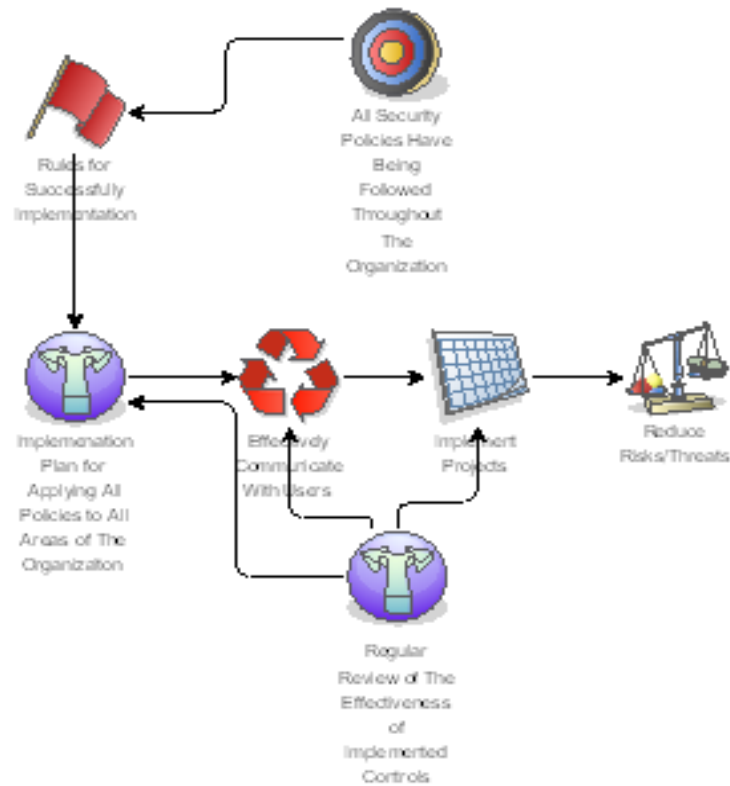 All Security
Policies Have
Being
Followed
Throughout
The
Organization
Rules for
Successfully
Implementation
Implemenation
Plan for
Applying All
Policies to All
Areas of The
Organization
Effectively
Communicate
With Users
Implement
Projects
Reduce
Risks/Threats
Regular
Review of The
Effectiveness
of
Implemented
Controls